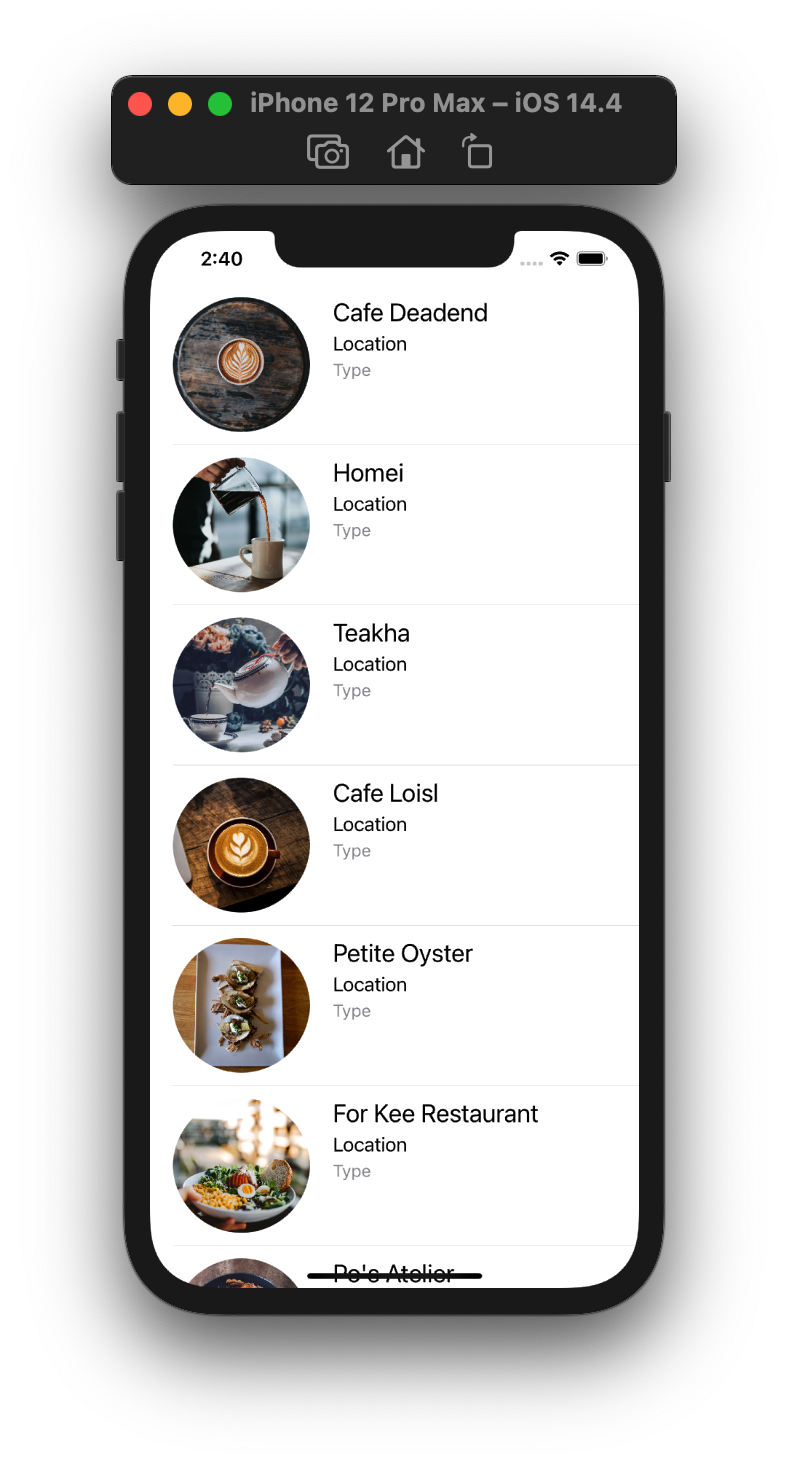 iPhone 12 Pro Max – iOS 14.4
2:40
Cafe Deadend
Location
Type
Homei
Location
Type
Teakha
Location
Type
Cafe Loisl
Location
Type
Petite Oyster
Location
Type
For Kee Restaurant
Location
Type
Po's Atelier